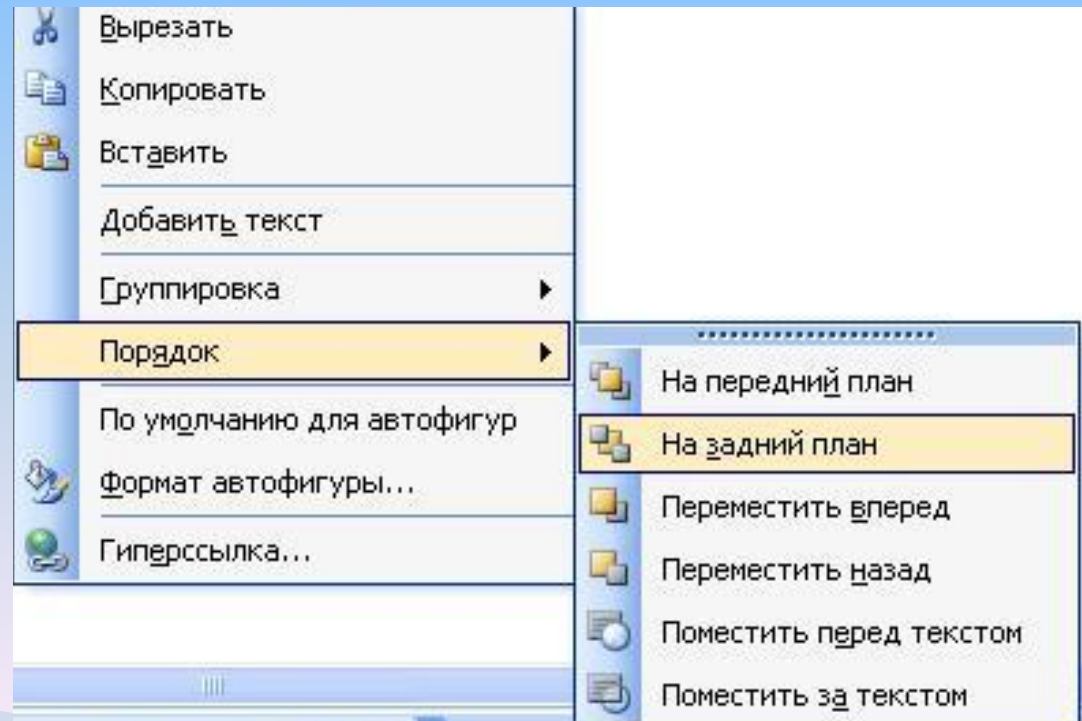 Вырезать
Копировать
Вставить
Добавить текст
Группировка
Порядок
По умолчанию для автофигур
Формат автофигуры...
Гиперссылка...
На передний план
На задний план
Переместить вперед
Переместить назад
Поместить перед текстом
Поместить за текстом